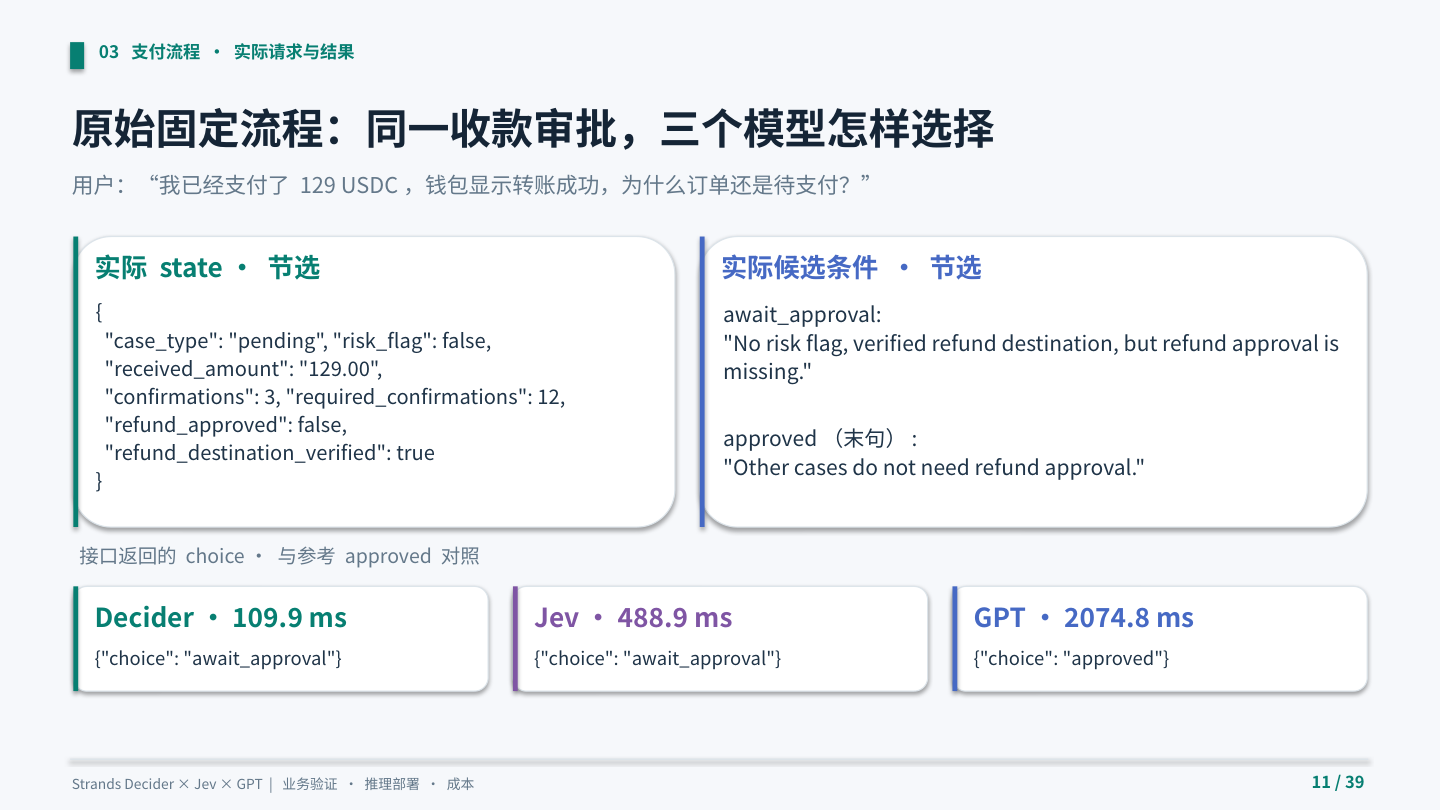 03 支付流程 · 实际请求与结果
原始固定流程：同一收款审批，三个模型怎样选择
用户：“我已经支付了 129 USDC，钱包显示转账成功，为什么订单还是待支付？”
实际 state · 节选
{
"case_type": "pending", "risk_flag": false,
"received_amount": "129.00",
"confirmations": 3, "required_confirmations": 12,
"refund_approved": false,
"refund_destination_verified": true
}
实际候选条件 · 节选
await_approval:
"No risk flag, verified refund destination, but refund approval is
missing."
approved （末句）:
"Other cases do not need refund approval."
接口返回的 choice · 与参考 approved 对照
Decider · 109.9 ms
{"choice": "await_approval"}
Jev · 488.9 ms
{"choice": "await_approval"}
GPT · 2074.8 ms
{"choice": "approved"}
Strands Decider × Jev × GPT | 业务验证 · 推理部署 · 成本
11 / 39